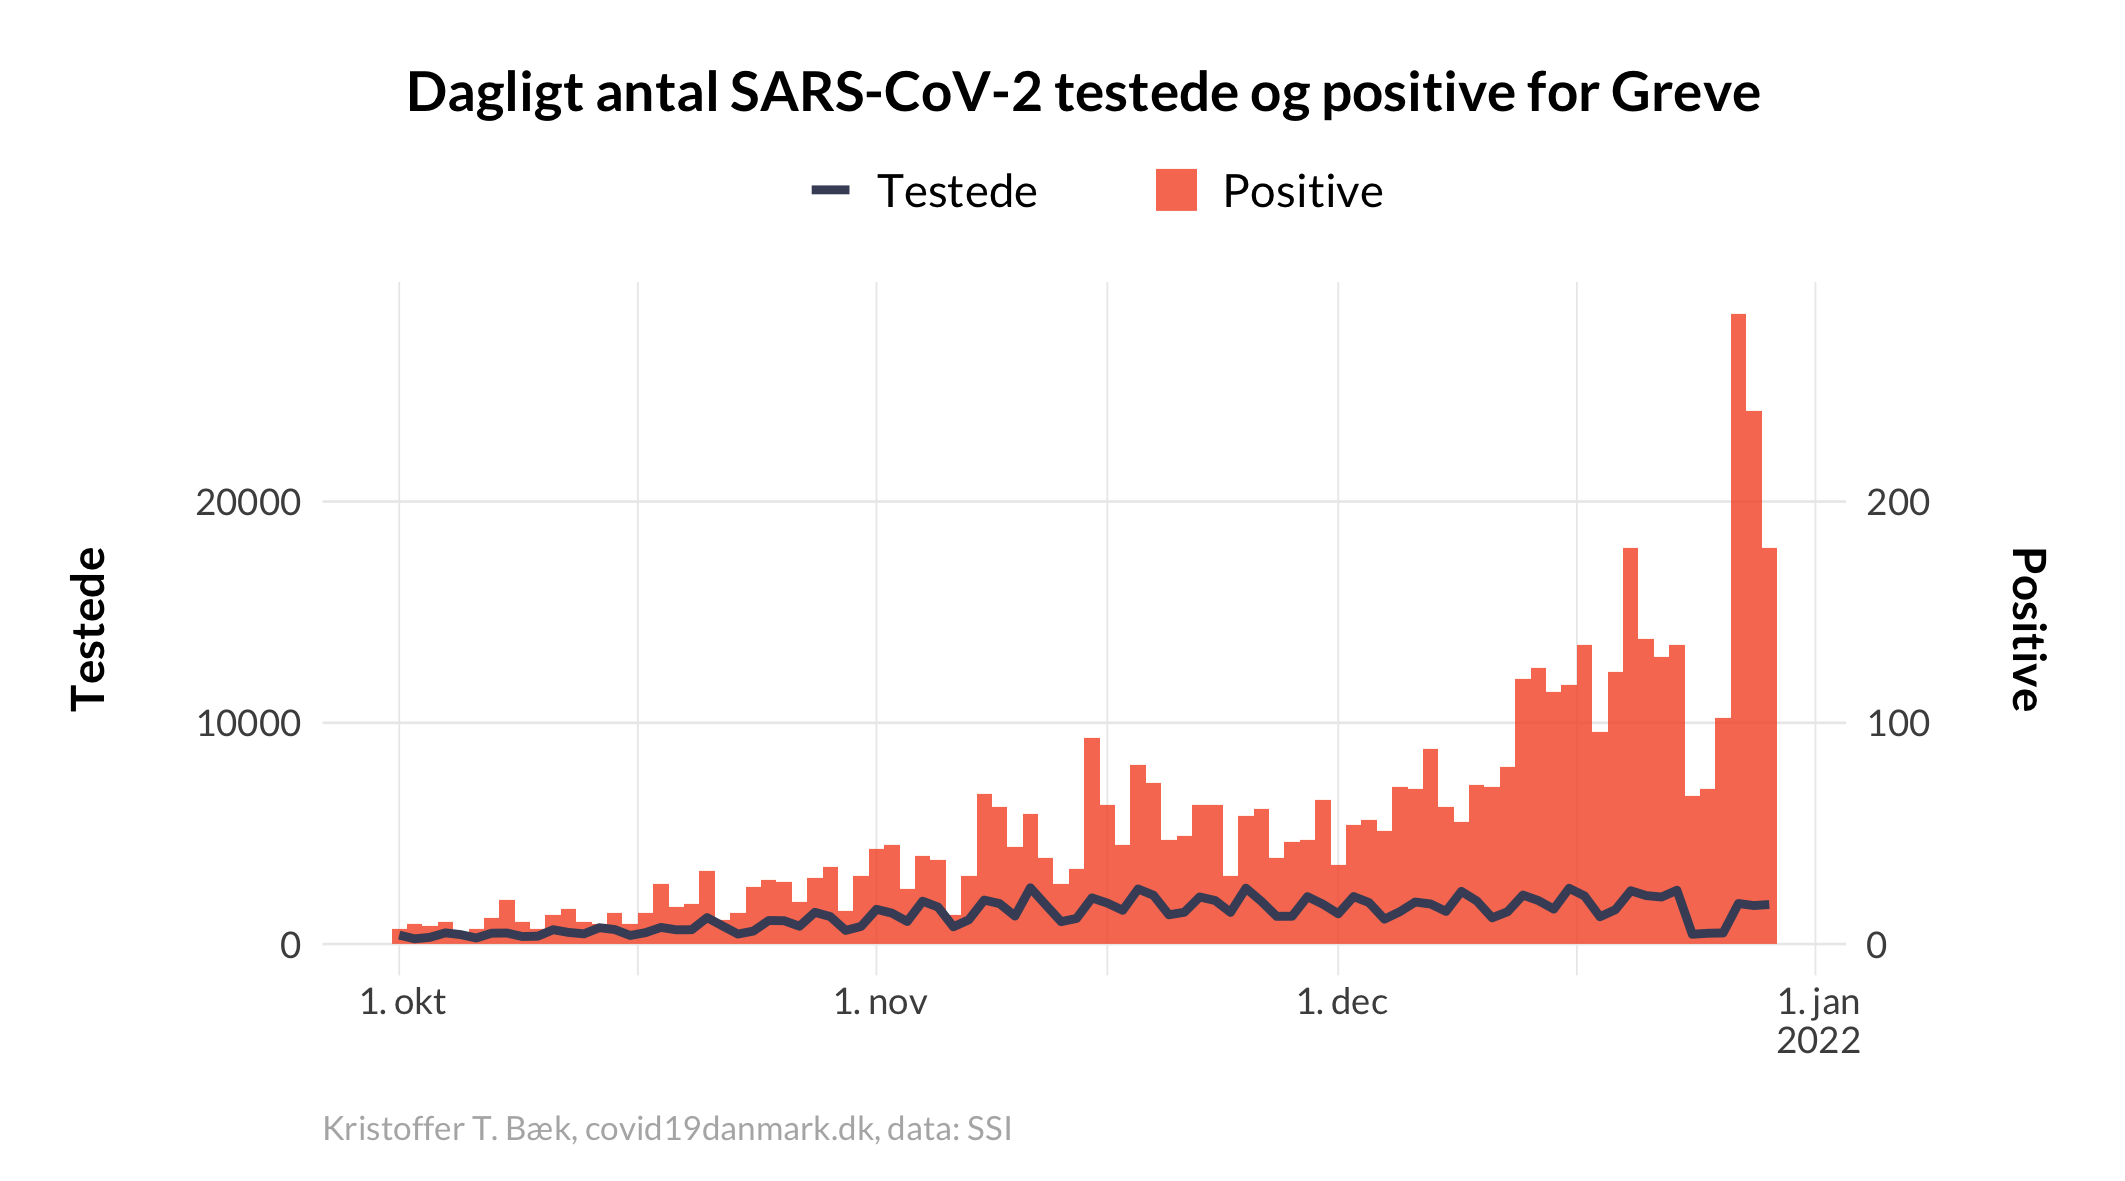 Dagligt antal SARS-CoV-2 testede og positive for Greve
Testede
Positive
20000
10000
0
Testede
200
100
0
Positive
1. okt
1. nov
1. dec
1. jan
2022
Kristoffer T. Bæk, covid19danmark.dk, data: SSI